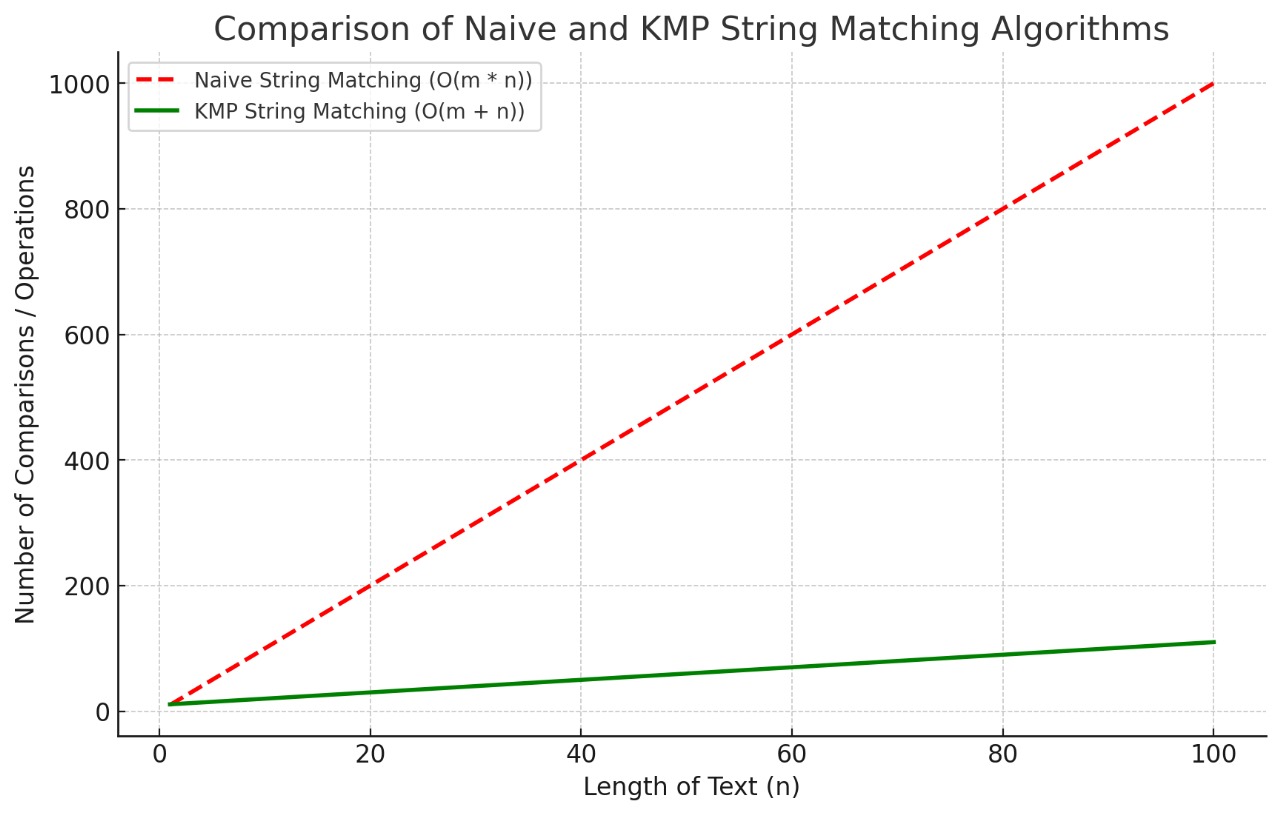 Comparison of Naive and KMP String Matching Algorithms
Naive String Matching (O(m * n))
KMP String Matching (O(m + n))
Number of Comparisons / Operations
1000
800
600
400
200
0
0 20 40 60 80 100
Length of Text (n)